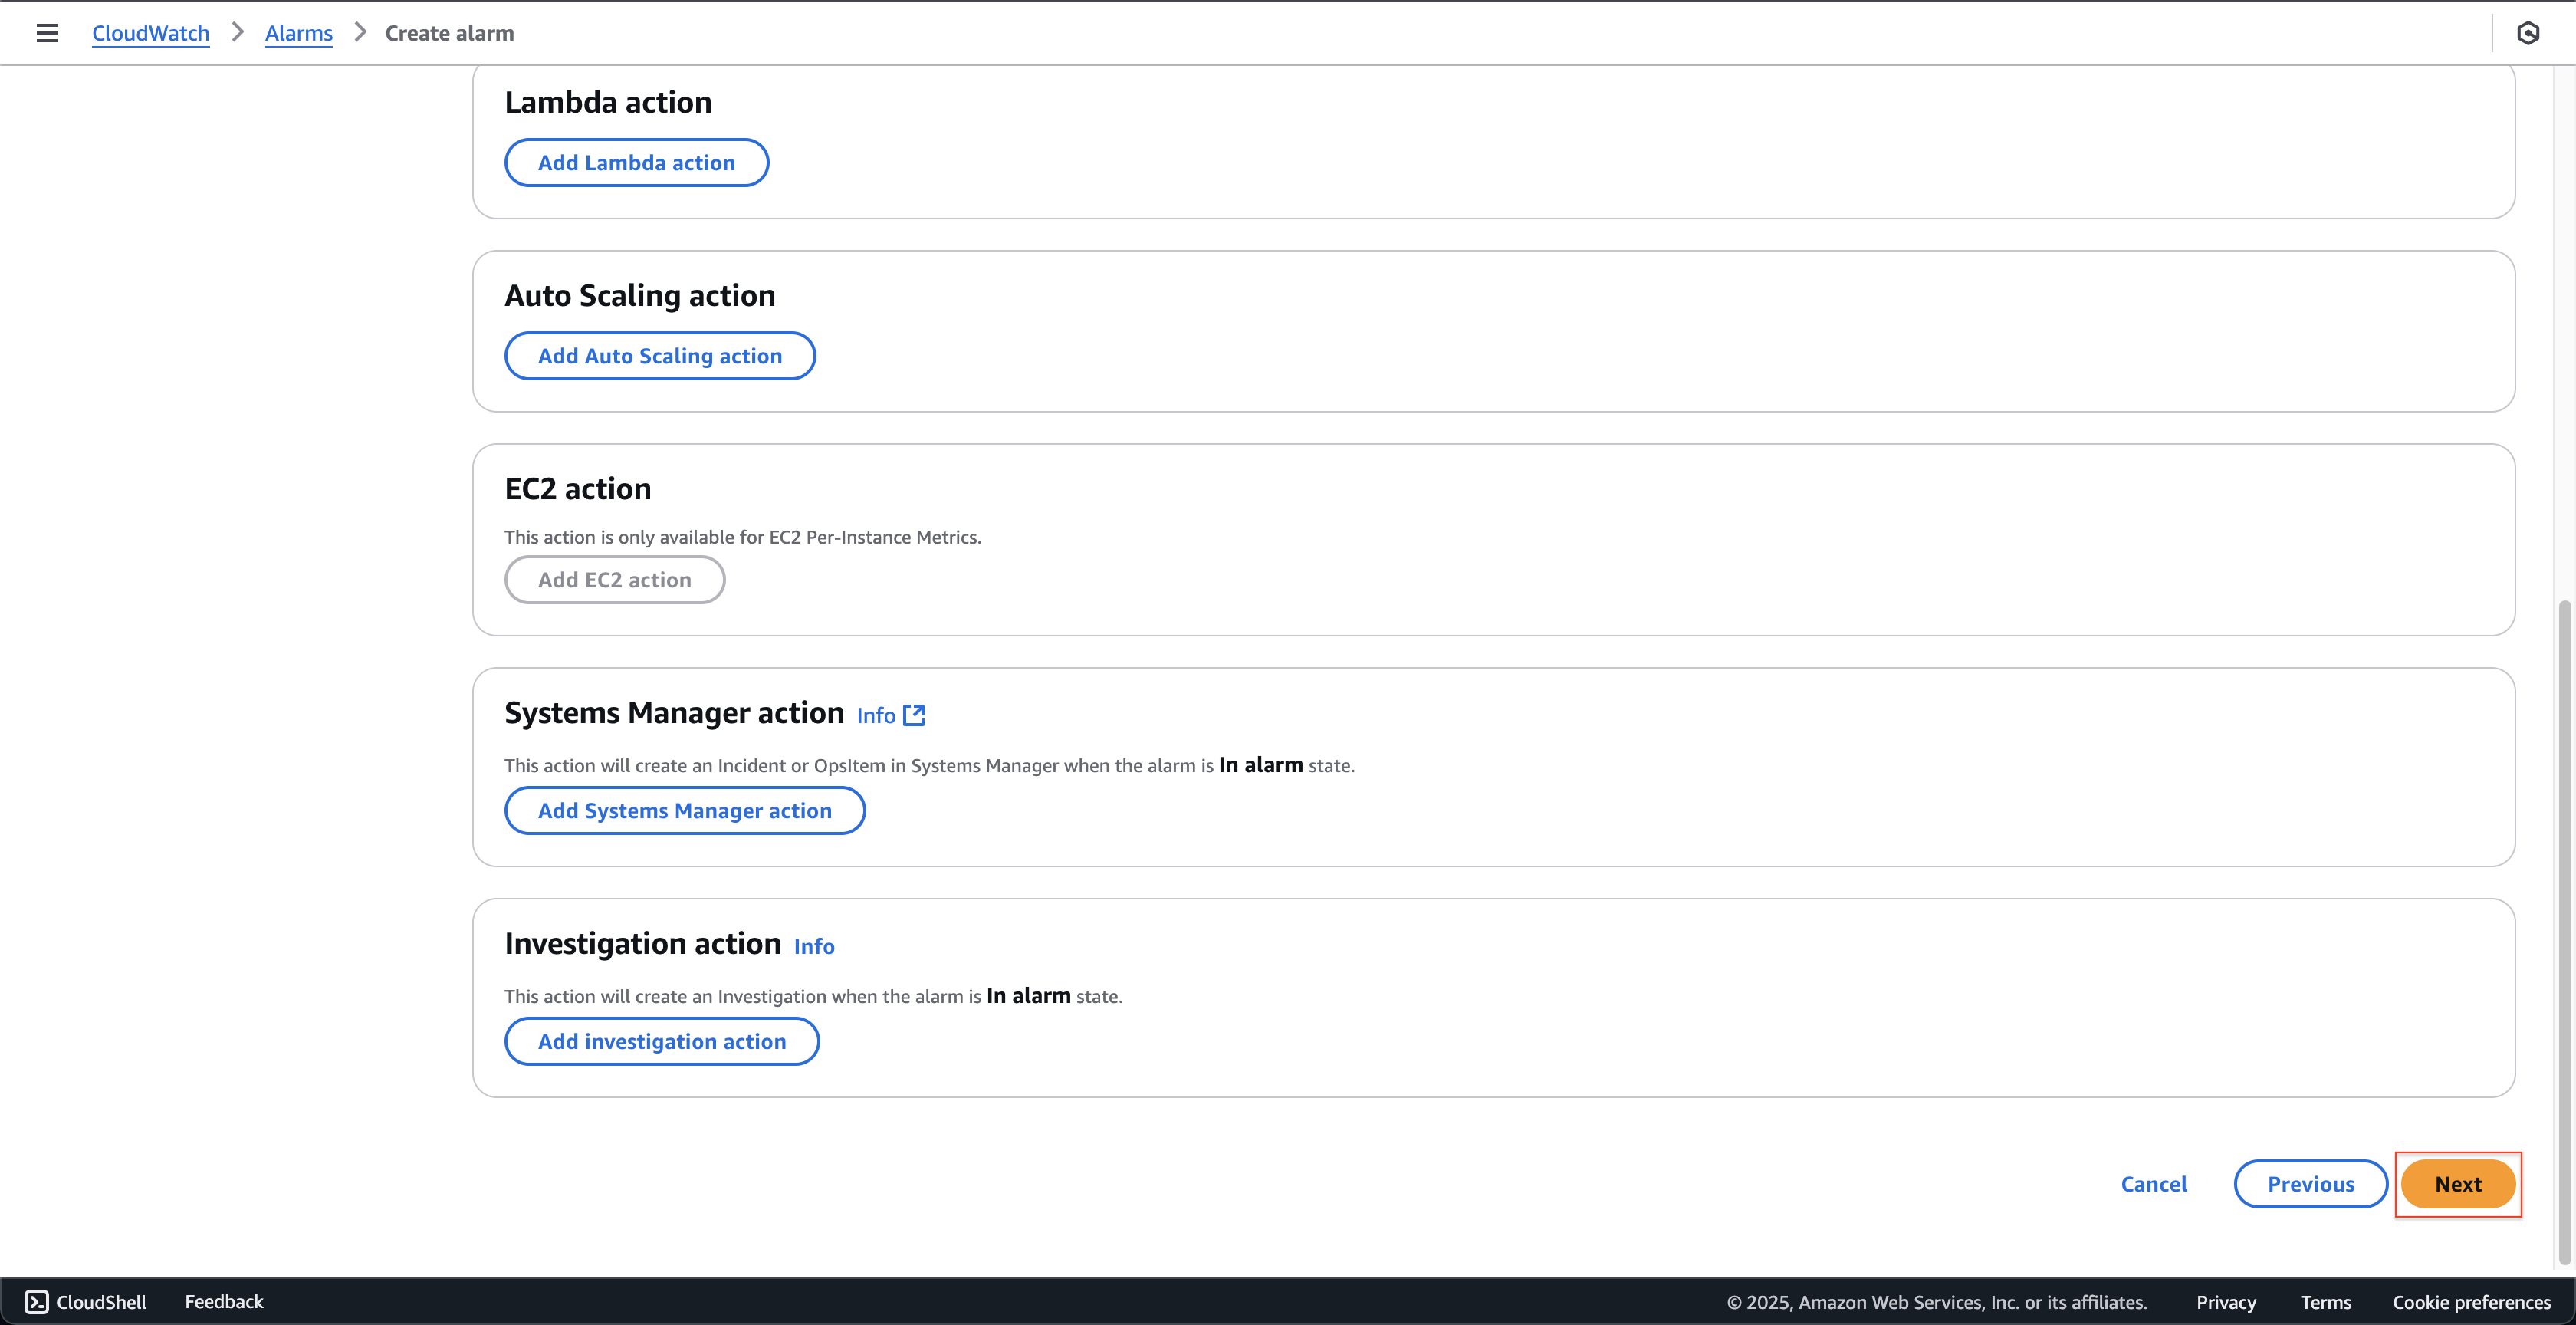 CloudWatch > Alarms > Create alarm
Lambda action
Add Lambda action
Auto Scaling action
Add Auto Scaling action
EC2 action
This action is only available for EC2 Per-Instance Metrics.
Add EC2 action
Systems Manager action Info
This action will create an Incident or OpsItem in Systems Manager when the alarm is In alarm state.
Add Systems Manager action
Investigation action Info
This action will create an Investigation when the alarm is In alarm state.
Add investigation action
Cancel Previous Next
CloudShell Feedback © 2025, Amazon Web Services, Inc. or its affiliates. Privacy Terms Cookie preferences